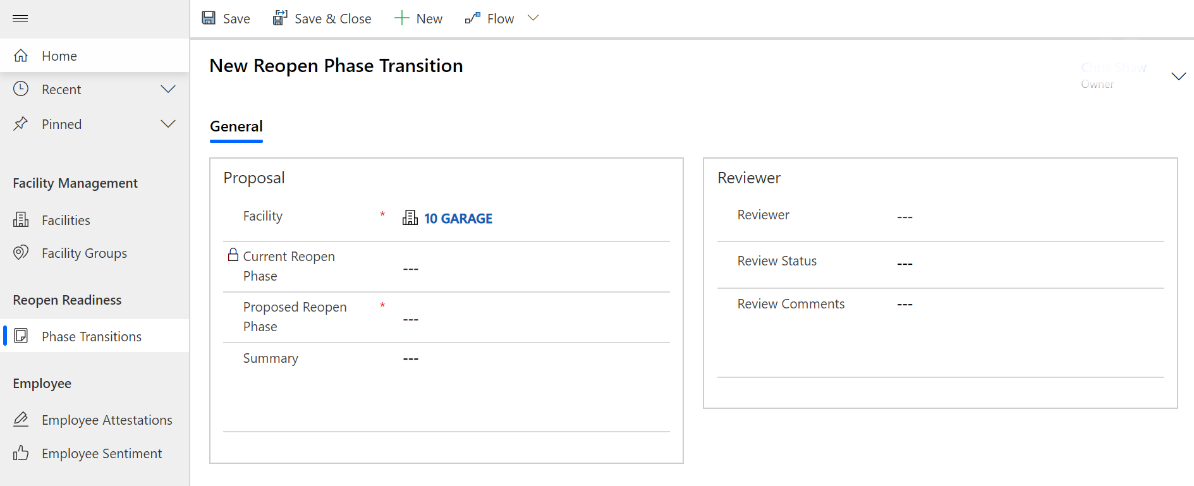 Save
Save & Close
New
Flow
Home
Recent
Pinned
Facility Management
Facilities
Facility Groups
Reopen Readiness
Phase Transitions
Employee
Employee Attestations
Employee Sentiment
New Reopen Phase Transition
Owner
General
Proposal
Facility * 10 GARAGE
Current Reopen
Phase ---
Proposed Reopen *
Phase ---
Summary ---
Reviewer
Reviewer ---
Review Status ---
Review Comments ---